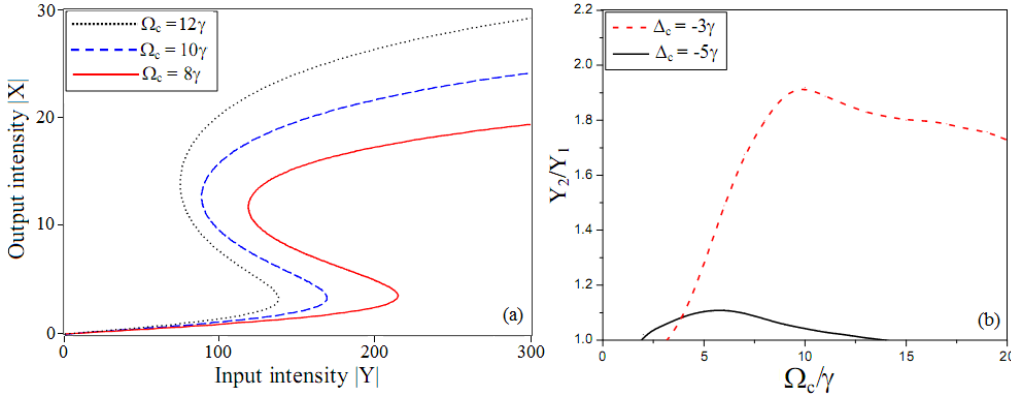 Ωc =12γ
Ωc = 10γ
Ωc = 8γ
Output intensity |X|
30
20
10
0
0
100
200
300
Input intensity |Y|
(a)
Δc = -3γ
Δc = -5γ
Y2/Y1
2.2
2.0
1.8
1.6
1.4
1.2
1.0
0
5
10
15
20
Ωc/γ
(b)